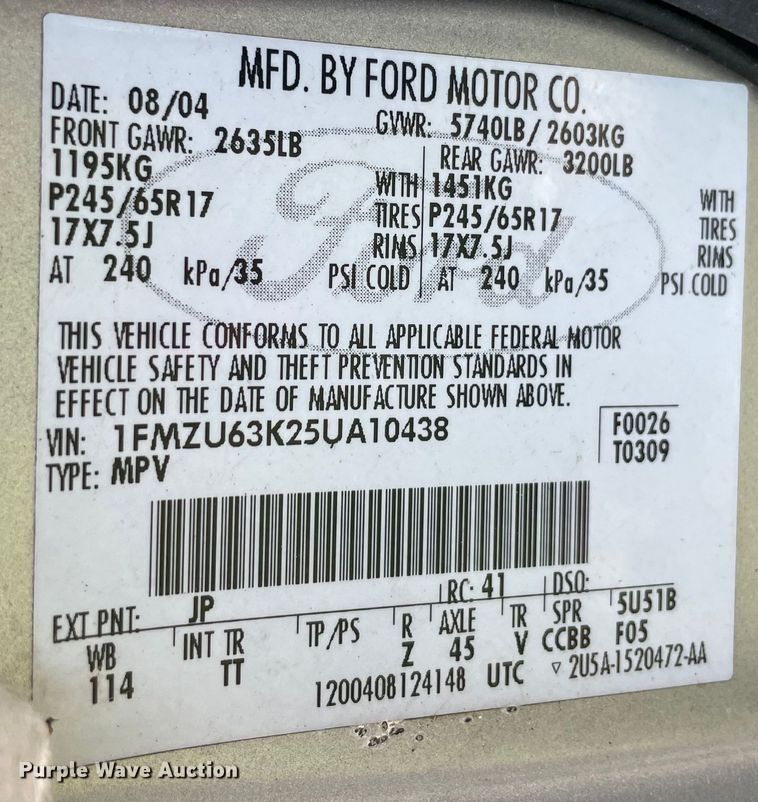 MFD. BY FORD MOTOR CO.
DATE: 08/04 GVWR: 5740LB/ 2603KG
FRONT GAWR: 2635LB REAR GAWR: 3200LB
1195KG WITH 1451KG WITH
P245/65R17 TIRES P245/65R17 TIRES
17X7.5J RIMS 17X7.5J RIMS
AT 240 kPa/35 PSI COLD AT 240 kPa/35 PSI COLD
Ford
THIS VEHICLE CONFORMS TO ALL APPLICABLE FEDERAL MOTOR
VEHICLE SAFETY AND THEFT PREVENTION STANDARDS IN
EFFECT ON THE DATE OF MANUFACTURE SHOWN ABOVE.
VIN: 1FMZU63K25UA10438 F0026
TYPE: MPV T0309
EXT PNT: JP RC: 41 DSO:
WB INT TR TP/PS R AXLE TR SPR 5U51B
114 TT Z 45 V CCBB F05
1200408124148 UTC ▽ 2U5A-1520472-AA
Purple Wave Auction